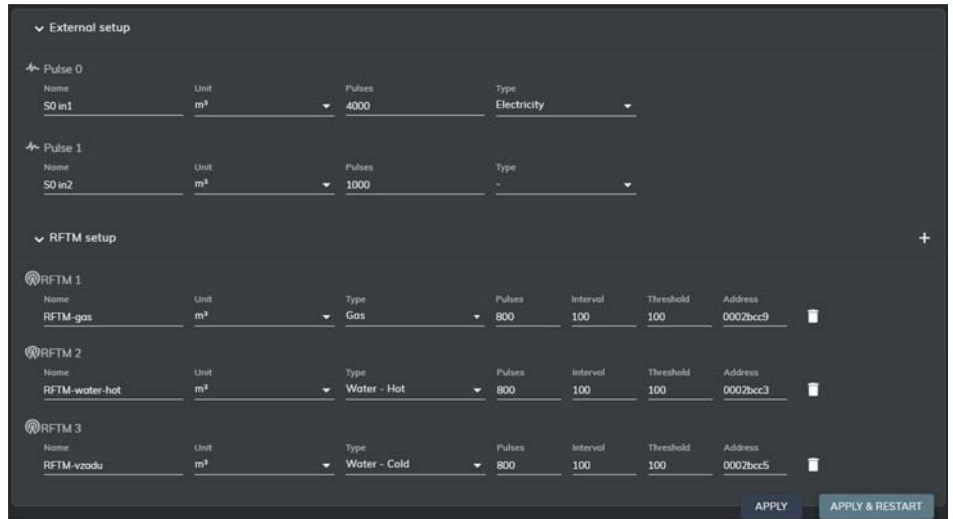 External setup
Pulse 0
Name Unit Pulses Type
S0 in1 m³ 4000 Electricity
Pulse 1
Name Unit Pulses Type
S0 in2 m³ 1000 -
RFTM setup +
RFTM 1
Name Unit Type Pulses Interval Threshold Address
RFTM-gas m³ Gas 800 100 100 0002bcc9
RFTM 2
Name Unit Type Pulses Interval Threshold Address
RFTM-water-hot m³ Water - Hot 800 100 100 0002bcc3
RFTM 3
Name Unit Type Pulses Interval Threshold Address
RFTM-vzadu m³ Water - Cold 800 100 100 0002bcc5
APPLY APPLY & RESTART